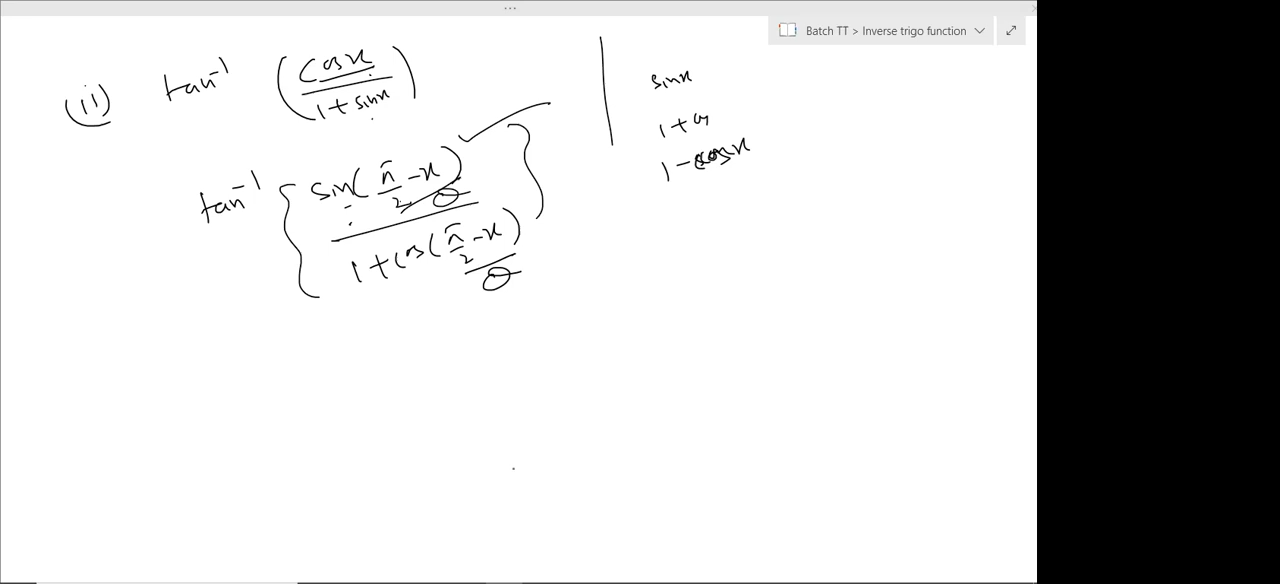 Batch TT > Inverse trigo function
(ii) tan⁻¹ (cosx / 1 + sinx)
tan⁻¹ { sin(π/2 - x) / 1 + cos(π/2 - x) }
θ
θ
sinx
1 + cos
1 - cosx